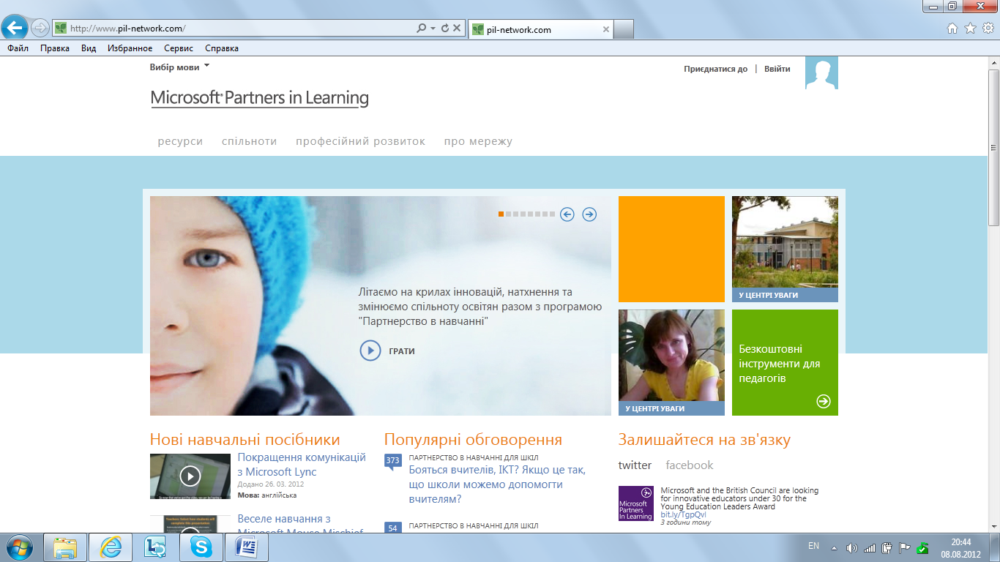 http://www.pil-network.com/
pil-network.com
Файл Правка Вид Избранное Сервис Справка
Вибір мови
Приєднатися до | Ввійти
Microsoft® Partners in Learning
ресурси спільноти професійний розвиток про мережу
Літаємо на крилах інновацій, натхнення та
змінюємо спільноту освітян разом з програмою
"Партнерство в навчанні"
ГРАТИ
У ЦЕНТРІ УВАГИ
У ЦЕНТРІ УВАГИ
Безкоштовні
інструменти для
педагогів
Нові навчальні посібники
Покращення комунікацій
з Microsoft Lync
Додано 26. 03. 2012
Мова: англійська
Веселе навчання з
Microsoft Mouse Mischief
Популярні обговорення
373
ПАРТНЕРСТВО В НАВЧАННІ ДЛЯ ШКІЛ
Бояться вчителів, ІКТ? Якщо це так,
що школи можемо допомогти
вчителям?
54
ПАРТНЕРСТВО В НАВЧАННІ ДЛЯ ШКІЛ
Залишайтеся на зв'язку
twitter facebook
Microsoft
Partners
In Learning
Microsoft and the British Council are looking
for innovative educators under 30 for the
Young Education Leaders Award
bit.ly/TgpQvl
3 години тому
EN
20:44
08.08.2012